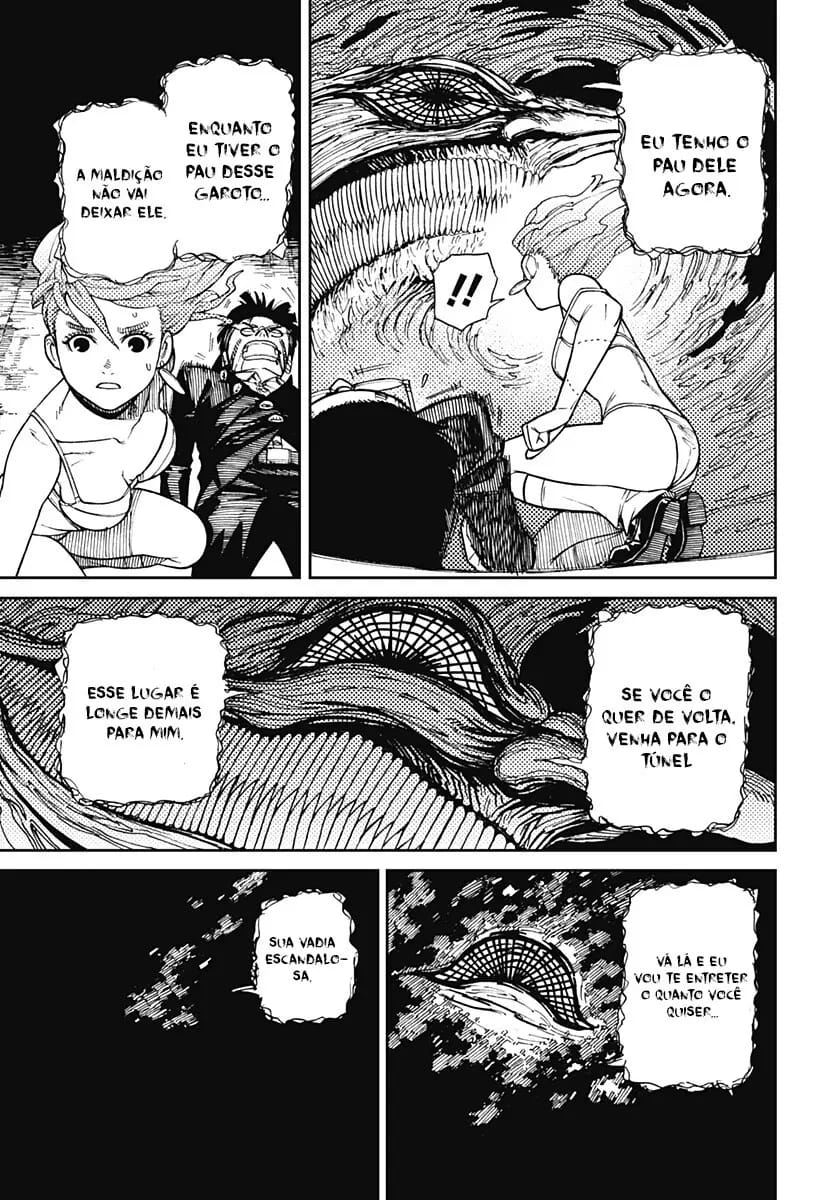 EU TENHO O
PAU DELE
AGORA.
!!
ENQUANTO
EU TIVER O
PAU DESSE
GAROTO...
A MALDIÇÃO
NÃO VAI
DEIXAR ELE.
SE VOCÊ O
QUER DE VOLTA,
VENHA PARA O
TÚNEL
ESSE LUGAR É
LONGE DEMAIS
PARA MIM.
VÁ LÁ E EU
VOU TE ENTRETER
O QUANTO VOCÊ
QUISER...
SUA VADIA
ESCANDALO-
SA.